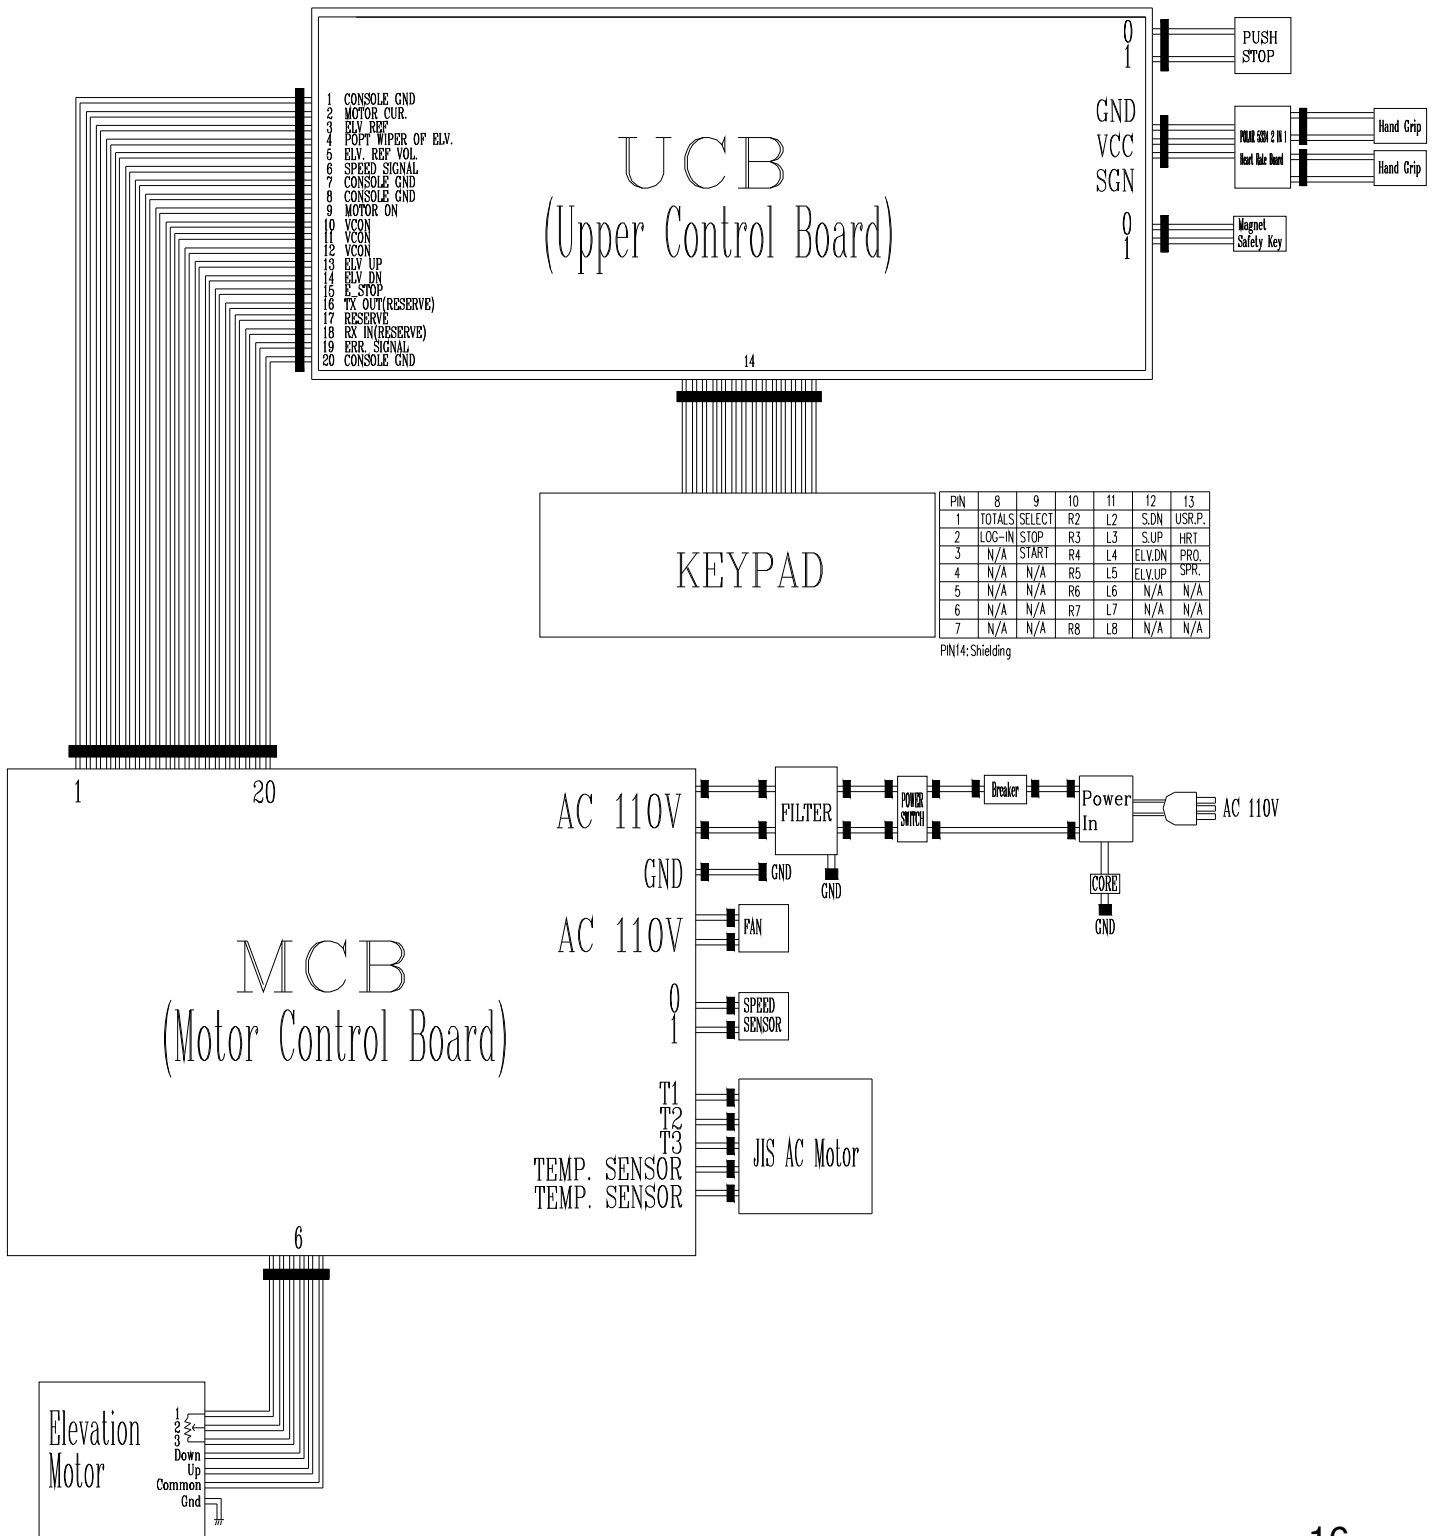 0
1
PUSH
STOP
1 CONSOLE GND
2 MOTOR CUR.
3 ELV REF
4 POPT WIPER OF ELV.
5 ELV. REF VOL.
6 SPEED SIGNAL
7 CONSOLE GND
8 CONSOLE GND
9 MOTOR ON
10 VCON
11 VCON
12 VCON
13 ELV UP
14 ELV DN
15 E_STOP
16 TX OUT(RESERVE)
17 RESERVE
18 RX IN(RESERVE)
19 ERR. SIGNAL
20 CONSOLE GND
UCB
(Upper Control Board)
GND
VCC
SGN
POLAR 5334 2 IN 1
Heart Rate Board
Hand Grip
Hand Grip
0
1
Magnet
Safety Key
14
KEYPAD
PIN 8 9 10 11 12 13
1 TOTALS SELECT R2 L2 S.DN USR.P.
2 LOG-IN STOP R3 L3 S.UP HRT
3 N/A START R4 L4 ELV.DN PRO.
4 N/A N/A R5 L5 ELV.UP SPR.
5 N/A N/A R6 L6 N/A N/A
6 N/A N/A R7 L7 N/A N/A
7 N/A N/A R8 L8 N/A N/A
PIN14:Shielding
1 20
AC 110V
FILTER
GND
POWER
SWITCH
Breaker
Power
In
AC 110V
CORE
GND
GND
GND
AC 110V
FAN
MCB
(Motor Control Board)
0
1
SPEED
SENSOR
T1
T2
T3
TEMP. SENSOR
TEMP. SENSOR
JIS AC Motor
6
Elevation
Motor
1
2
3
Down
Up
Common
Gnd
16